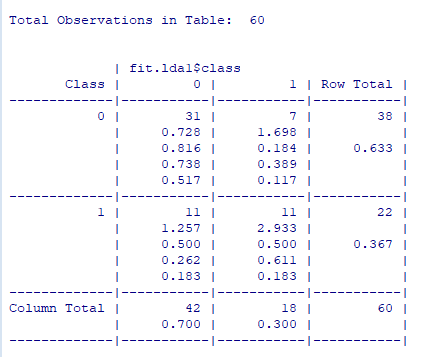 Total Observations in Table:  60
             | fit.lda1$class
       Class |         0 |         1 | Row Total |
-------------|-----------|-----------|-----------|
           0 |        31 |         7 |        38 |
             |     0.728 |     1.698 |           |
             |     0.816 |     0.184 |     0.633 |
             |     0.738 |     0.389 |           |
             |     0.517 |     0.117 |           |
-------------|-----------|-----------|-----------|
           1 |        11 |        11 |        22 |
             |     1.257 |     2.933 |           |
             |     0.500 |     0.500 |     0.367 |
             |     0.262 |     0.611 |           |
             |     0.183 |     0.183 |           |
-------------|-----------|-----------|-----------|
Column Total |        42 |        18 |        60 |
             |     0.700 |     0.300 |           |
-------------|-----------|-----------|-----------|